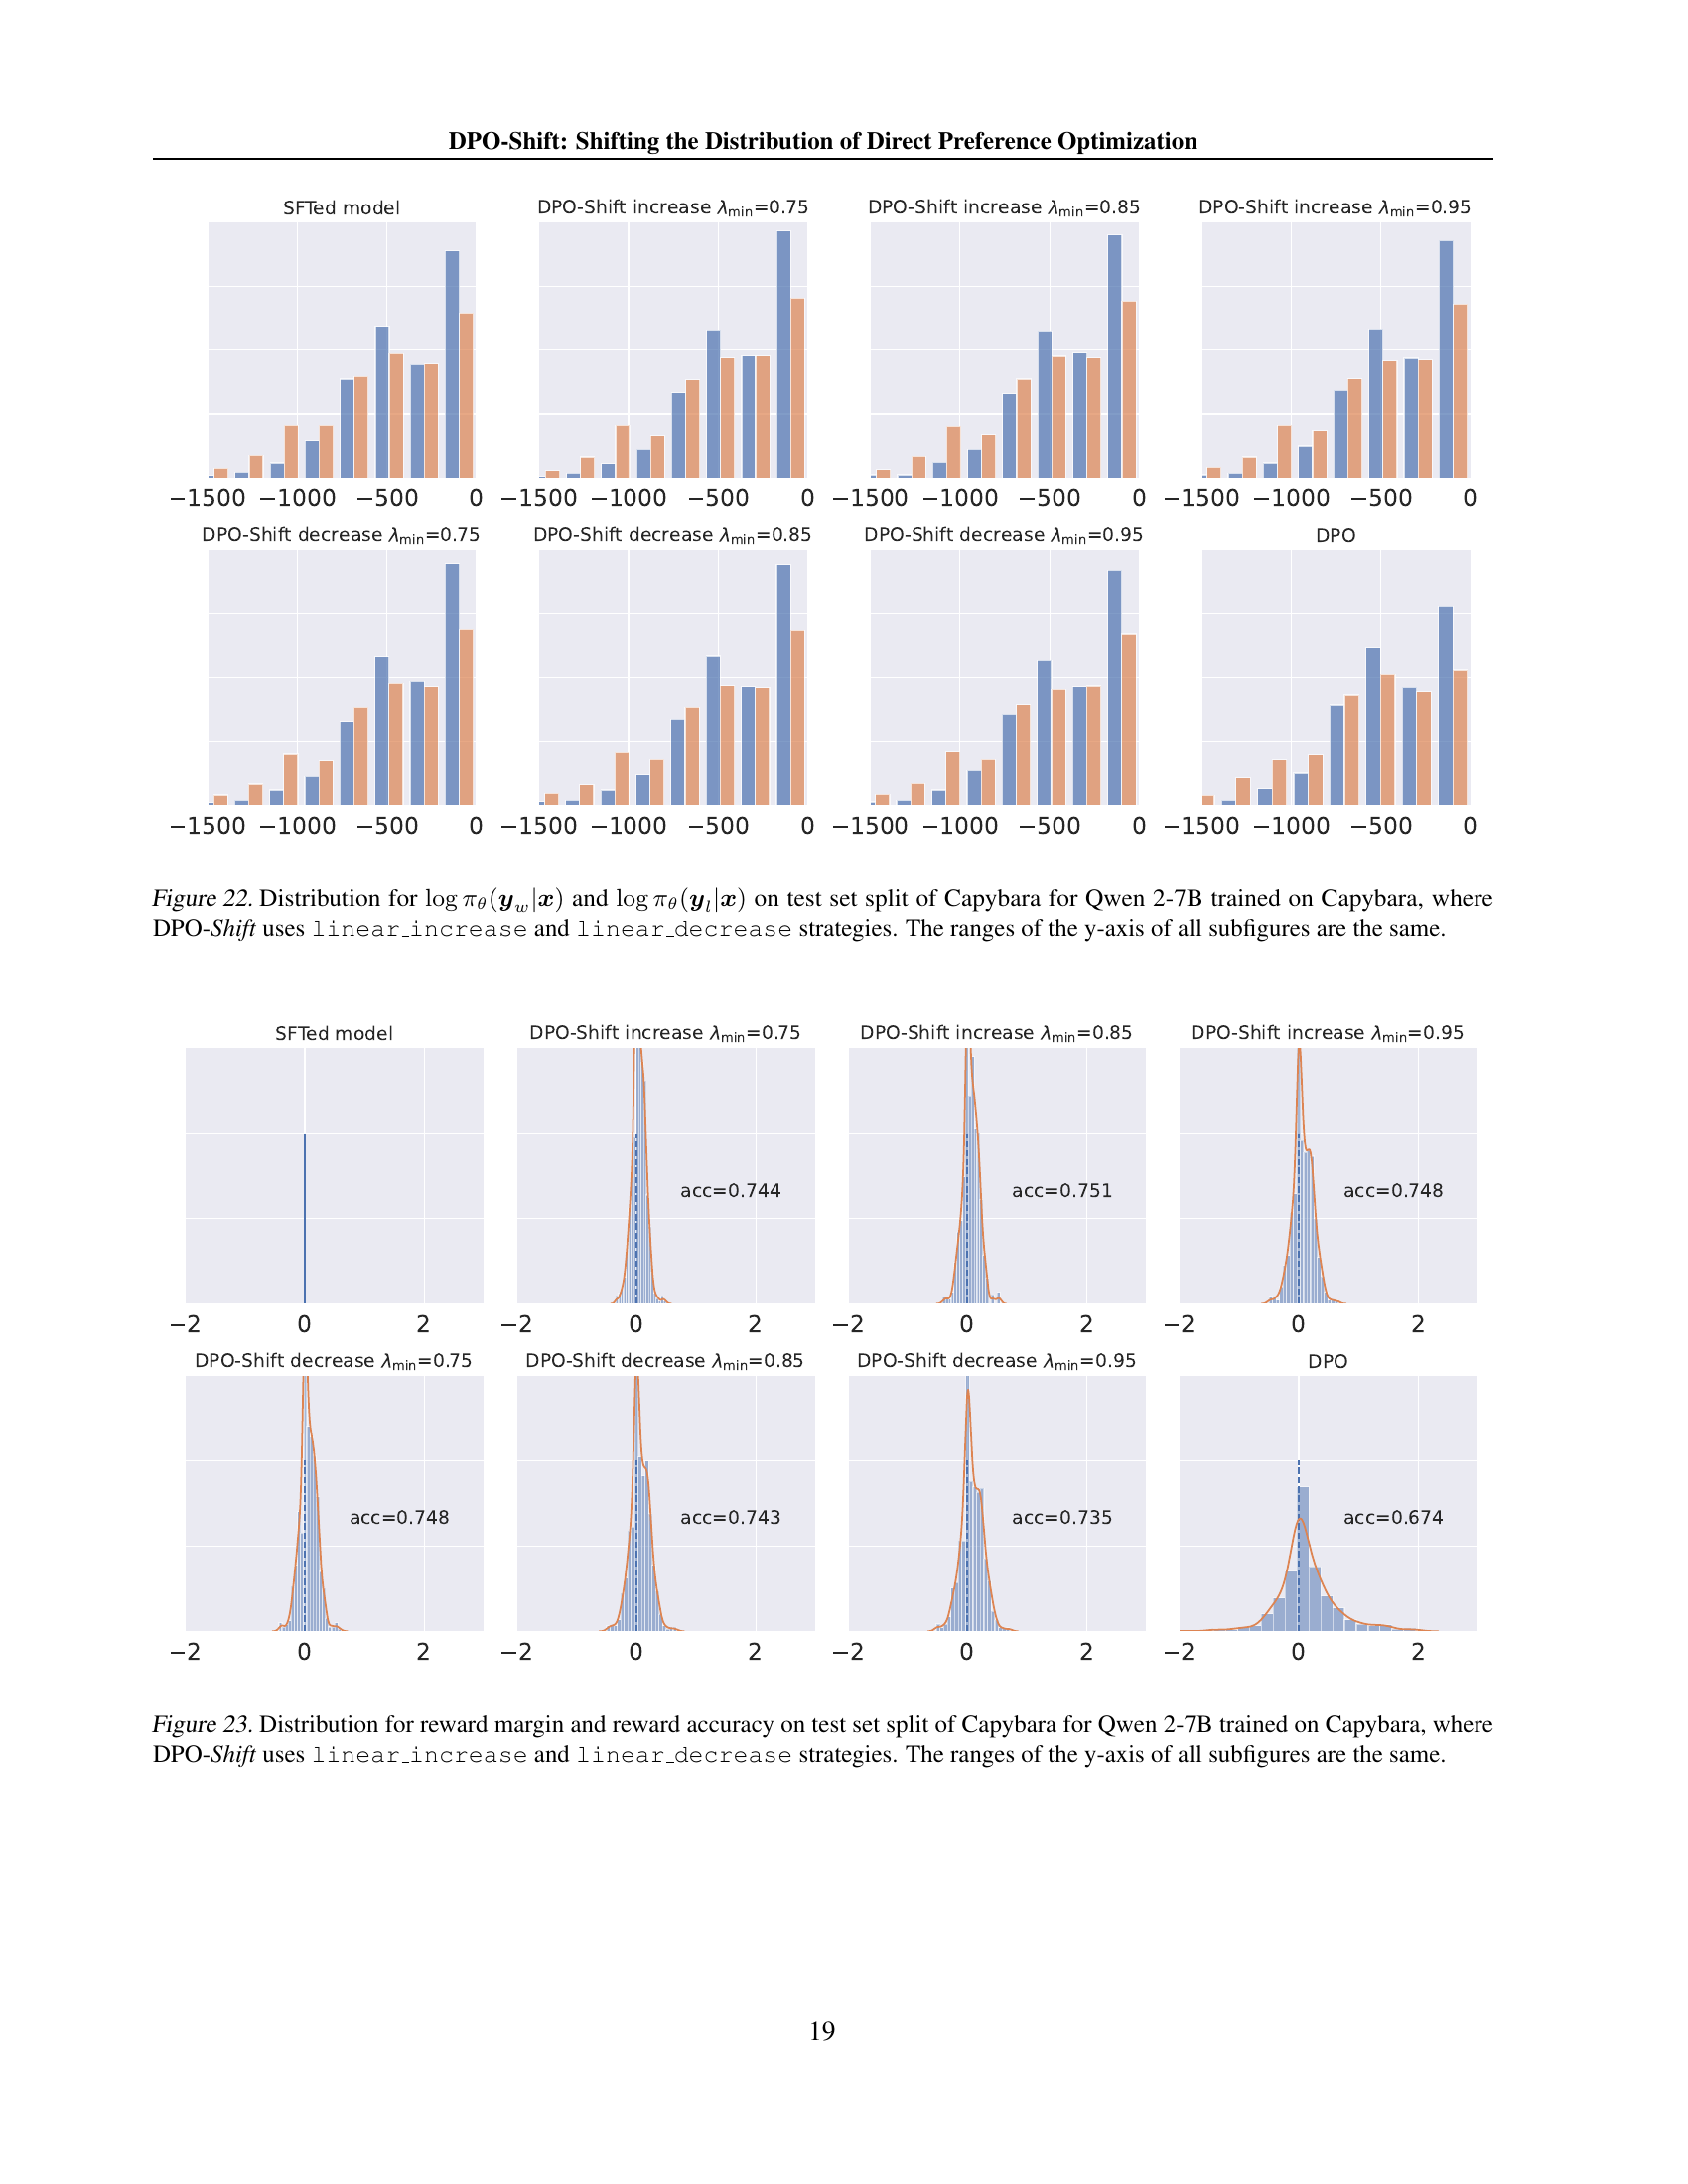 DPO-Shift: Shifting the Distribution of Direct Preference Optimization
SFTed model
DPO-Shift increase λmin=0.75
DPO-Shift increase λmin=0.85
DPO-Shift increase λmin=0.95
−1500 −1000 −500 0
−1500 −1000 −500 0
−1500 −1000 −500 0
−1500 −1000 −500 0
DPO-Shift decrease λmin=0.75
DPO-Shift decrease λmin=0.85
DPO-Shift decrease λmin=0.95
DPO
−1500 −1000 −500 0
−1500 −1000 −500 0
−1500 −1000 −500 0
−1500 −1000 −500 0
Figure 22. Distribution for log πθ(yw|x) and log πθ(yl|x) on test set split of Capybara for Qwen 2-7B trained on Capybara, where
DPO-Shift uses linear_increase and linear_decrease strategies. The ranges of the y-axis of all subfigures are the same.
SFTed model
DPO-Shift increase λmin=0.75
DPO-Shift increase λmin=0.85
DPO-Shift increase λmin=0.95
acc=0.744
acc=0.751
acc=0.748
−2 0 2
−2 0 2
−2 0 2
−2 0 2
DPO-Shift decrease λmin=0.75
DPO-Shift decrease λmin=0.85
DPO-Shift decrease λmin=0.95
DPO
acc=0.748
acc=0.743
acc=0.735
acc=0.674
−2 0 2
−2 0 2
−2 0 2
−2 0 2
Figure 23. Distribution for reward margin and reward accuracy on test set split of Capybara for Qwen 2-7B trained on Capybara, where
DPO-Shift uses linear_increase and linear_decrease strategies. The ranges of the y-axis of all subfigures are the same.
19